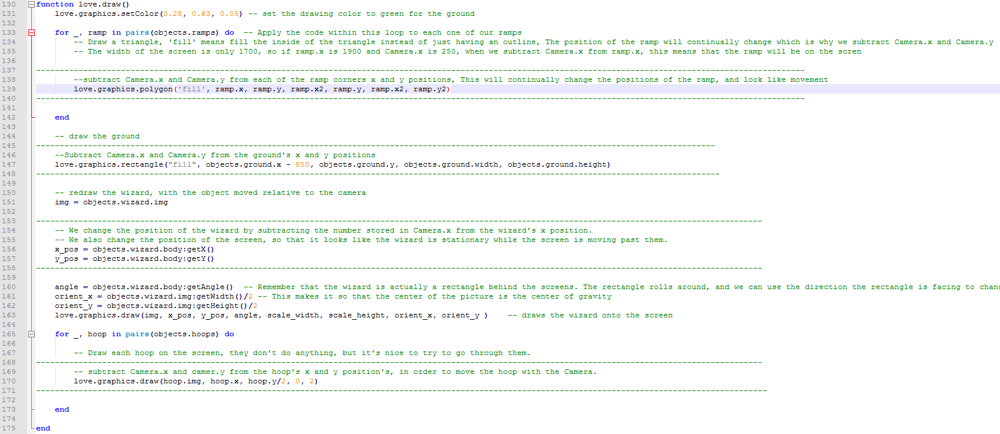 130 function love.draw()
131     love.graphics.setColor(0.28, 0.63, 0.05) -- set the drawing color to green for the ground
132
133     for _, ramp in pairs(objects.ramps) do  -- Apply the code within this loop to each one of our ramps
134         -- Draw a triangle, 'fill' means fill the inside of the triangle instead of just having an outline, The position of the ramp will continually change which is why we subtract Camera.x and Camera.y
135         -- The width of the screen is only 1700, so if ramp.x is 1900 and Camera.x is 250, when we subtract Camera.x from ramp.x, this means that the ramp will be on the scren
136
137 -------------------------------------------------------------------------------------------------------------------------------------------------------------------
138         --subtract Camera.x and Camera.y from each of the ramp corners x and y positions, This will continually change the positions of the ramp, and look like movement
139         love.graphics.polygon('fill', ramp.x, ramp.y, ramp.x2, ramp.y, ramp.x2, ramp.y2)
140 -------------------------------------------------------------------------------------------------------------------------------------------------------------------
141
142     end
143
144     -- draw the ground
145 ------------------------------------------------------------------------------------------------------------------------------------------------
146     --Subtract Camera.x and Camera.y from the ground's x and y positions
147     love.graphics.rectangle("fill", objects.ground.x - 850, objects.ground.y, objects.ground.width, objects.ground.height)
148 -------------------------------------------------------------------------------------------------------------------------------------------------
149
150     -- redraw the wizard, with the object moved relative to the camera
151     img = objects.wizard.img
152
153 ----------------------------------------------------------------------------------------------------------------------------------------------------------
154     -- We change the position of the wizard by subtracting the number stored in Camera.x from the wizard's x position.
155     -- We also change the position of the screen, so that it looks like the wizard is stationary while the screen is moving past them.
156     x_pos = objects.wizard.body:getX()
157     y_pos = objects.wizard.body:getY()
158 ----------------------------------------------------------------------------------------------------------------------------------------------------------
159
160     angle = objects.wizard.body:getAngle()  -- Remember that the wizard is actually a rectangle behind the screens. The rectangle rolls around, and we can use the direction the rectangle is facing to
161     orient_x = objects.wizard.img:getWidth()/2 -- This makes it so that the center of the picture is the center of gravity
162     orient_y = objects.wizard.img:getHeight()/2
163     love.graphics.draw(img, x_pos, y_pos, angle, scale_width, scale_height, orient_x, orient_y )    -- draws the wizard onto the screen
164
165     for _, hoop in pairs(objects.hoops) do
166
167         -- Draw each hoop on the screen, they don't do anything, but it's nice to try to go through them.
168 ----------------------------------------------------------------------------------------------------------------------------------------------------------
169         -- subtract Camera.x and camer.y from the hoop's x and y position's, in order to move the hoop with the Camera.
170         love.graphics.draw(hoop.img, hoop.x, hoop.y/2, 0, 2)
171 -----------------------------------------------------------------------------------------------------------------------------------------------------------
172
173     end
174
175 end